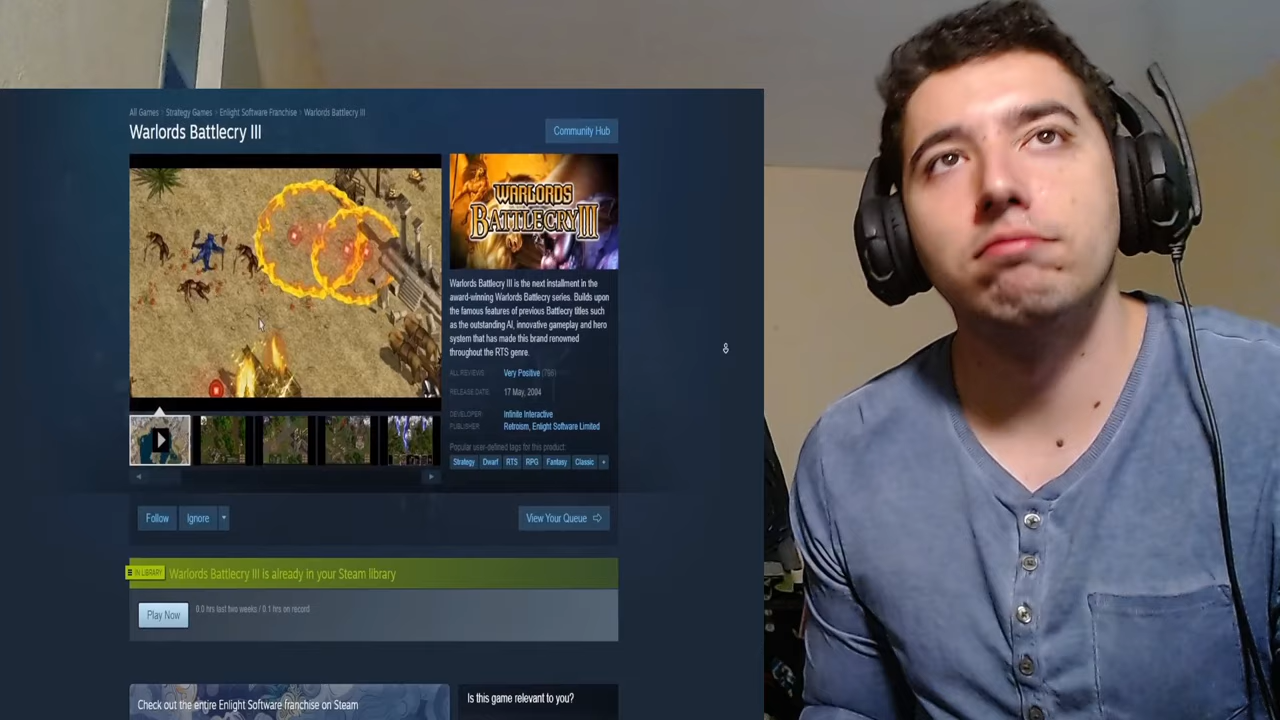 All Games > Strategy Games > Enlight Software Franchise > Warlords Battlecry III
Warlords Battlecry III
Community Hub
WARLORDS
BATTLECRY III
Warlords Battlecry III is the next installment in the
award-winning Warlords Battlecry series. Builds upon
the famous features of previous Battlecry titles such
as the outstanding AI, innovative gameplay and hero
system that has made this brand renowned
throughout the RTS genre.
ALL REVIEWS: Very Positive
RELEASE DATE: 17 May, 2004
DEVELOPER: Infinite Interactive
PUBLISHER: Retroism, Enlight Software Limited
Popular user-defined tags for this product:
Strategy Dwarf RTS RPG Fantasy Classic +
Follow Ignore
View Your Queue
IN LIBRARY Warlords Battlecry III is already in your Steam library
Play Now 0.0 hrs last two weeks / 0.1 hrs on record
Check out the entire Enlight Software franchise on Steam
Is this game relevant to you?